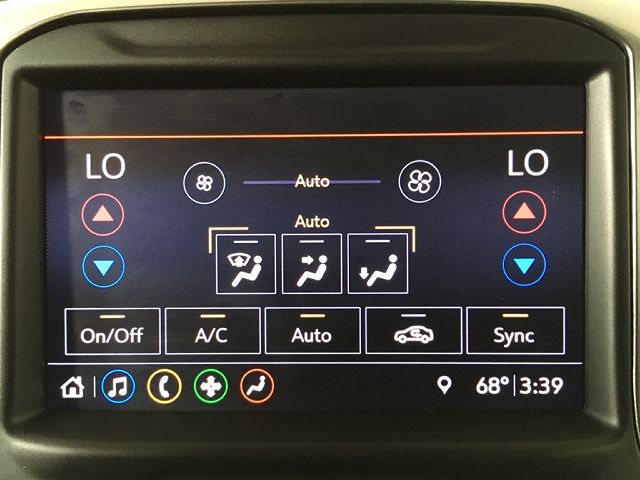 LO Auto LO
Auto
On/Off A/C Auto Sync
68° 3:39